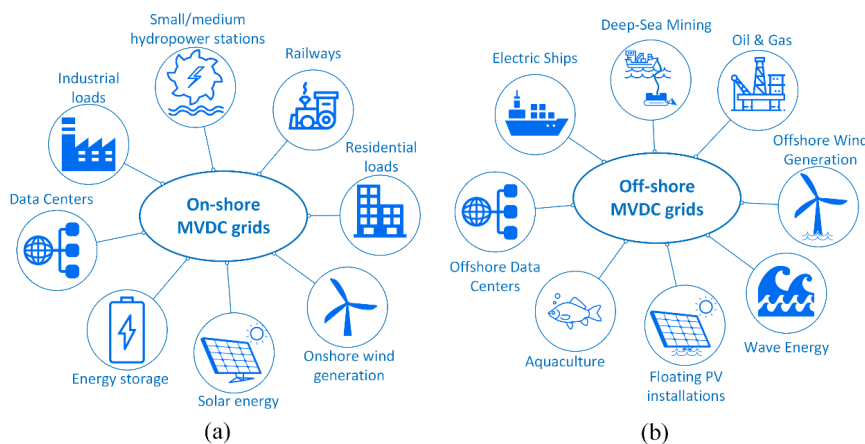 Small/medium
hydropower stations
Railways
Industrial
loads
Residential
loads
On-shore
MVDC grids
Data Centers
Energy storage
Solar energy
Onshore wind
generation
(a)
Deep-Sea Mining
Oil & Gas
Electric Ships
Offshore Wind
Generation
Off-shore
MVDC grids
Offshore Data
Centers
Aquaculture
Floating PV
installations
Wave Energy
(b)